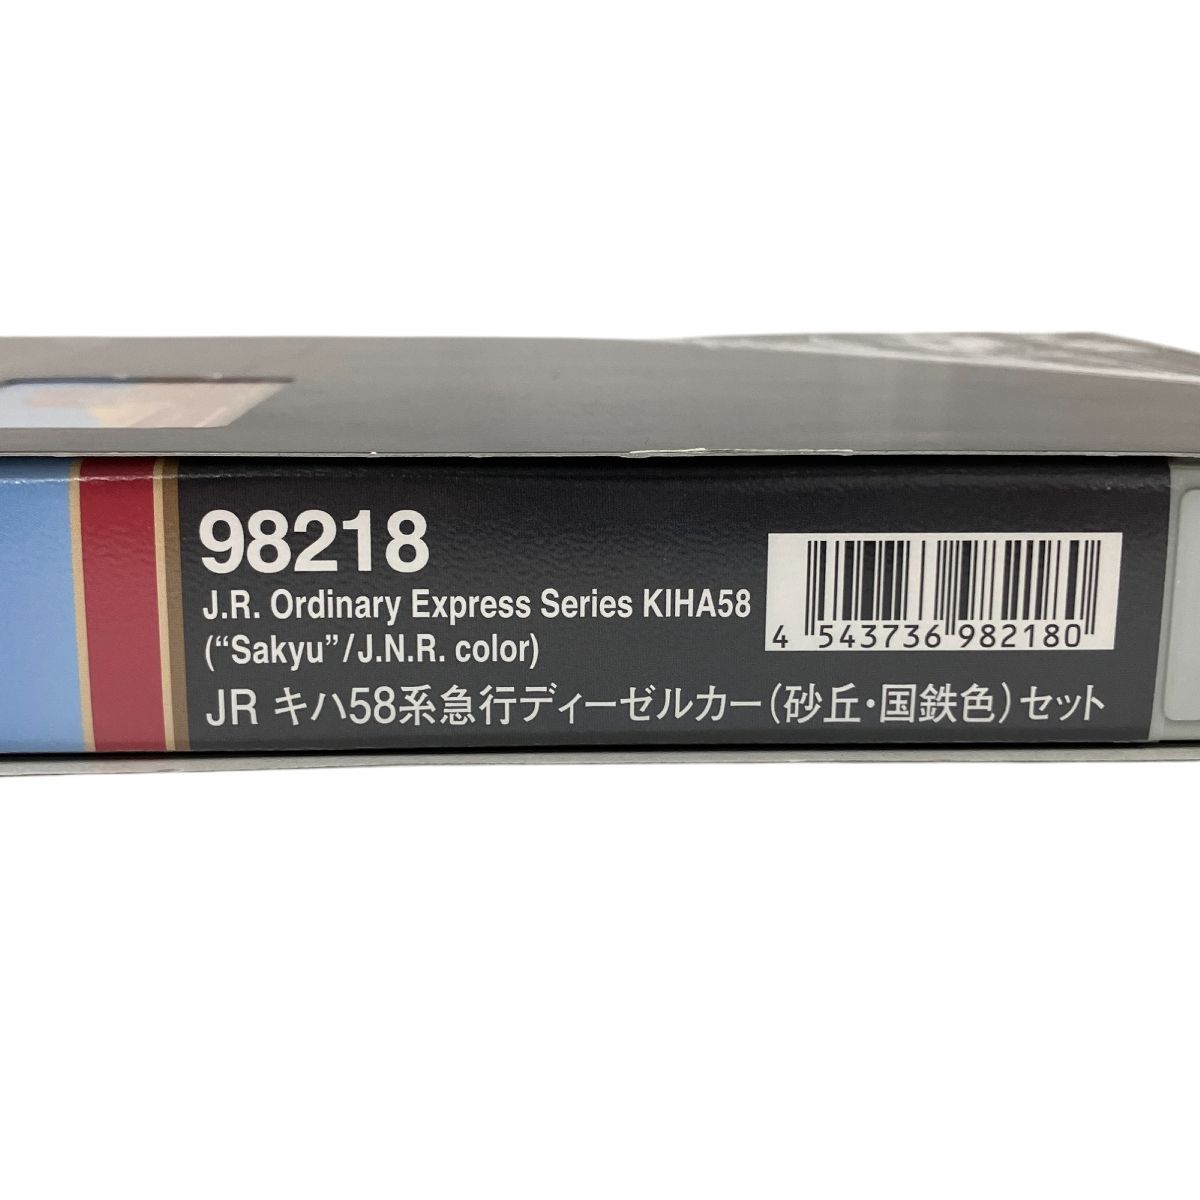 98218
J.R. Ordinary Express Series KIHA58
(“Sakyu”/J.N.R. color)
JR キハ58系急行ディーゼルカー(砂丘・国鉄色)セット
4 543736 982180